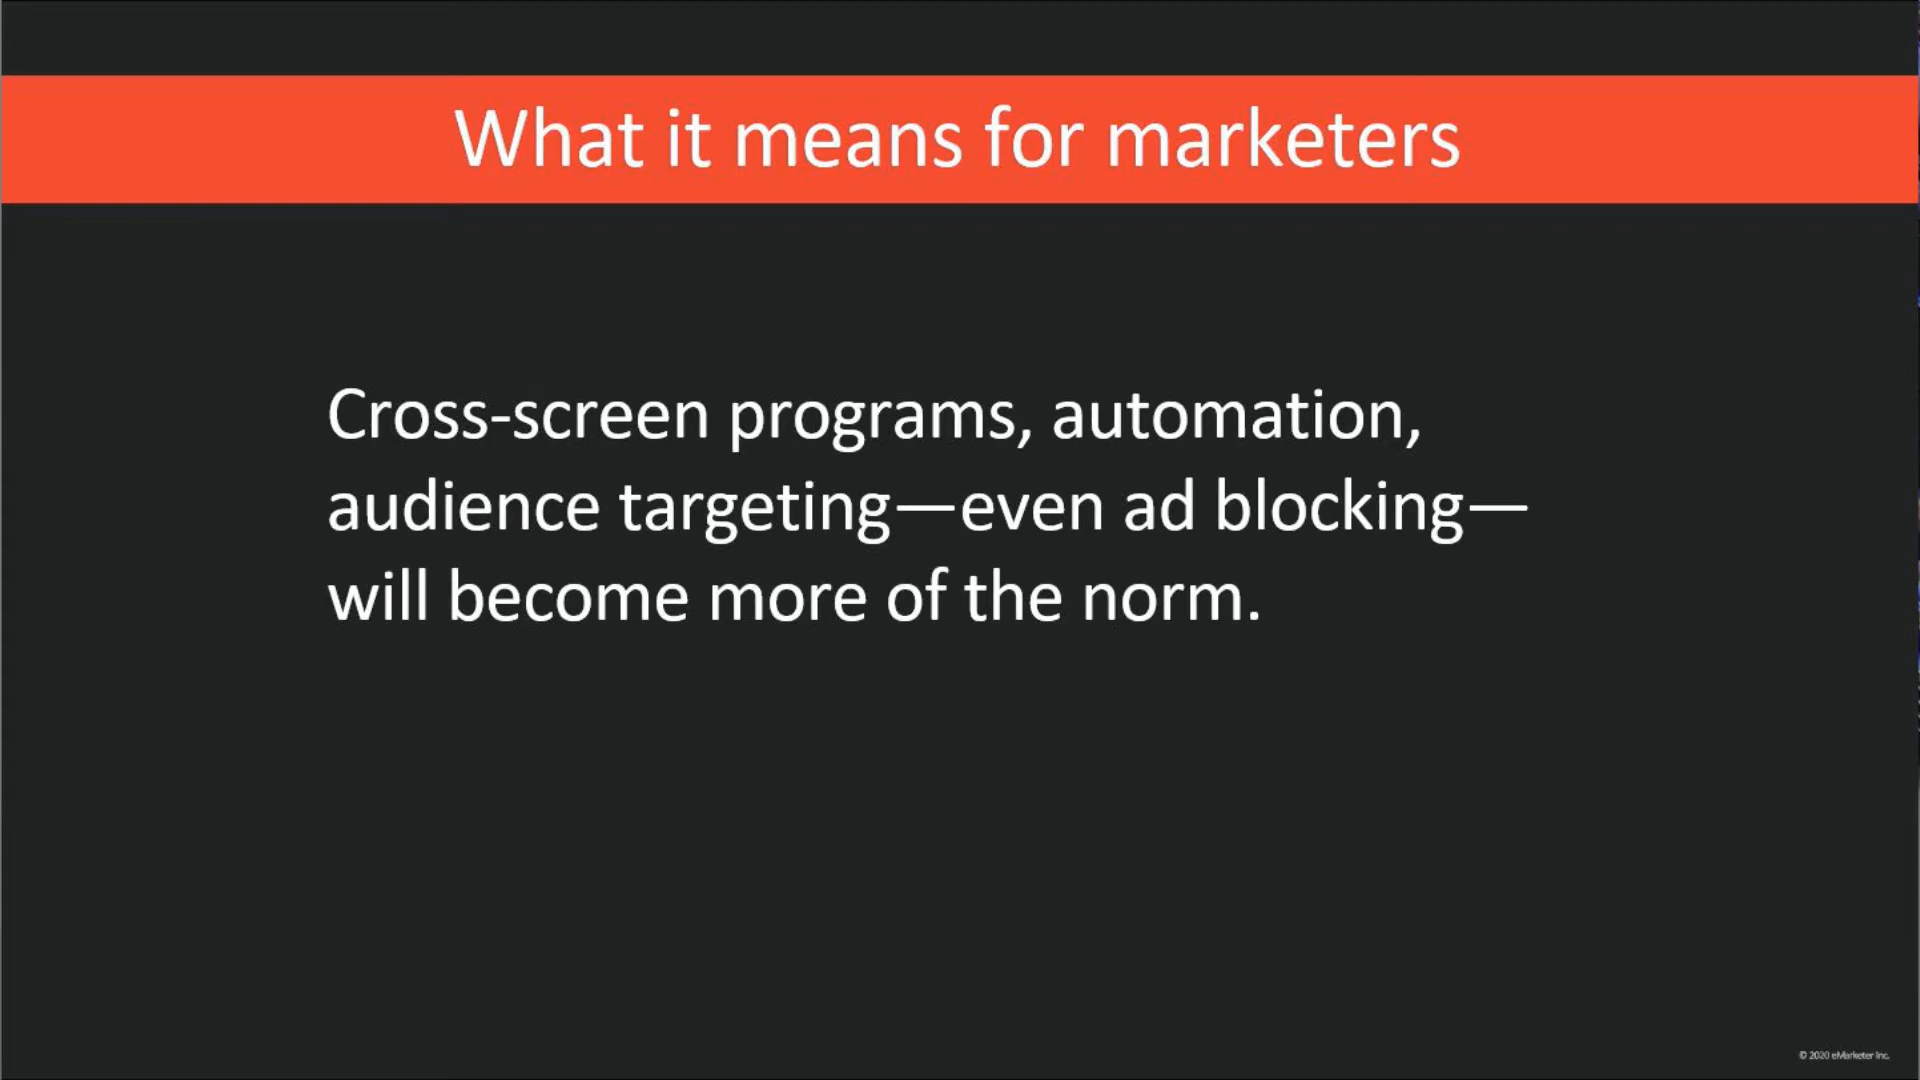 What it means for marketers
Cross-screen programs, automation,
audience targeting—even ad blocking—
will become more of the norm.
© 2020 eMarketer Inc.